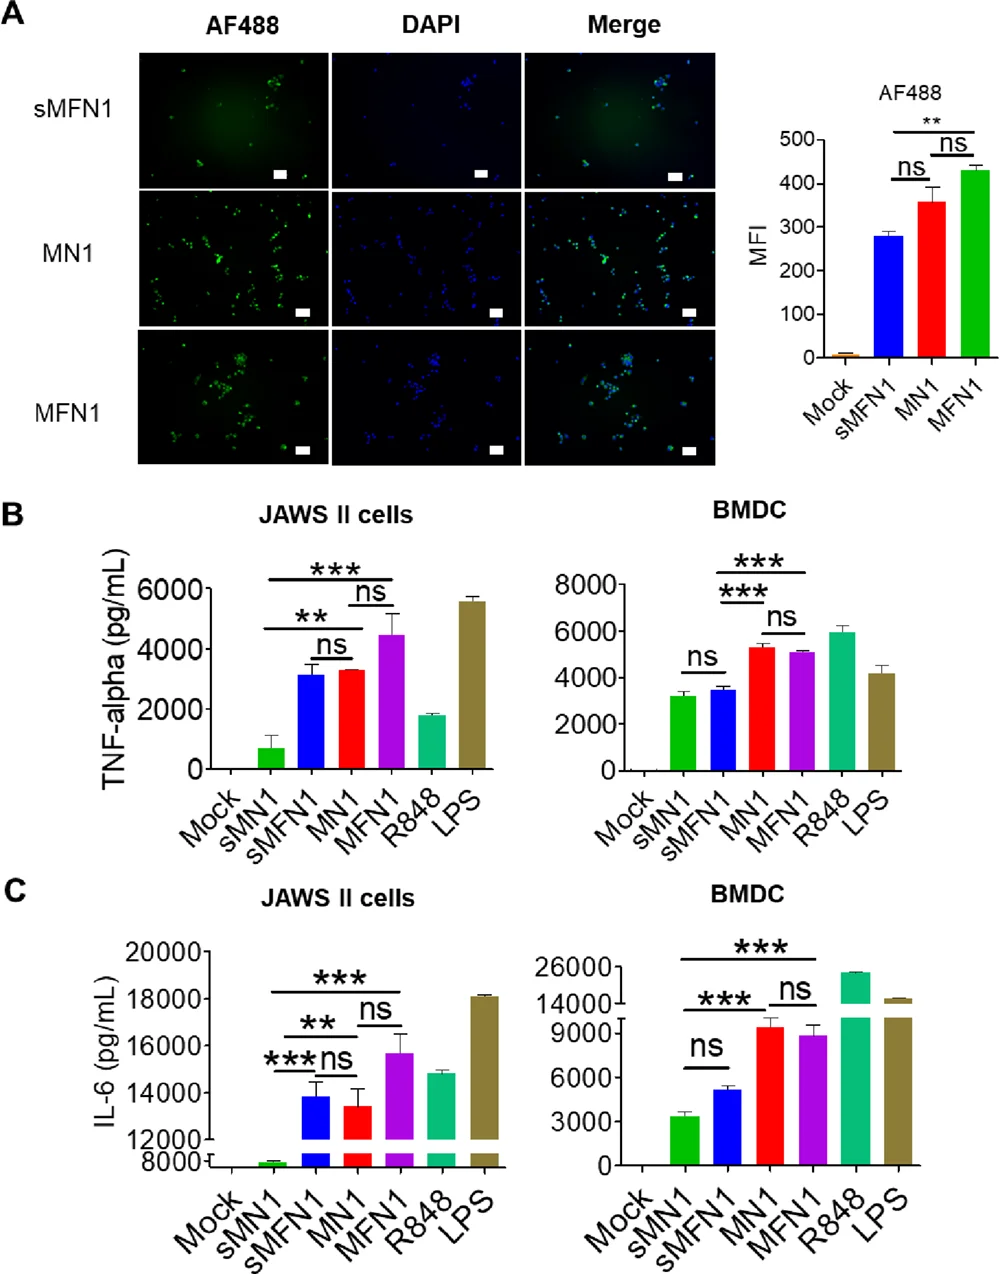 A
AF488 DAPI Merge
sMFN1
MN1
MFN1
AF488
**
ns
ns
MFI
500
400
300
200
100
0
Mock sMFN1 MN1 MFN1
B
JAWS II cells
TNF-alpha (pg/mL)
***
ns
**
ns
6000
4000
2000
0
Mock sMN1 sMFN1 MN1 MFN1 R848 LPS
BMDC
***
***
ns
ns
8000
6000
4000
2000
0
Mock sMN1 sMFN1 MN1 MFN1 R848 LPS
C
JAWS II cells
IL-6 (pg/mL)
***
ns
**
*** ns
20000
18000
16000
14000
12000
8000
Mock sMN1 sMFN1 MN1 MFN1 R848 LPS
BMDC
***
*** ns
ns
26000
14000
9000
6000
3000
0
Mock sMN1 sMFN1 MN1 MFN1 R848 LPS